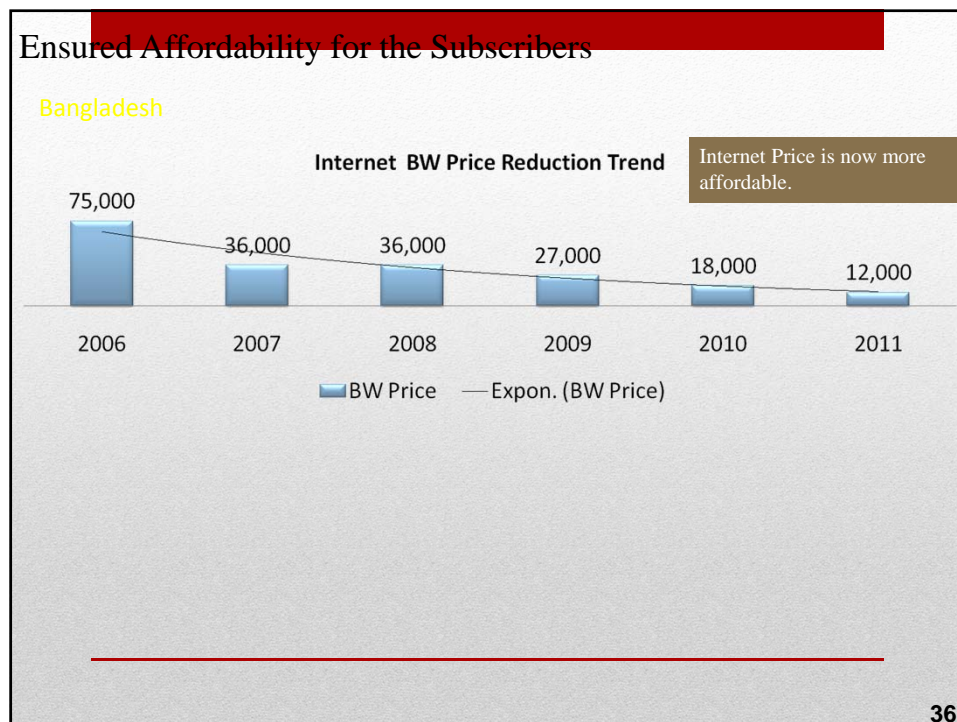 Ensured Affordability for the Subscribers
Bangladesh
Internet BW Price Reduction Trend
Internet Price is now more
affordable.
75,000
36,000
36,000
27,000
18,000
12,000
2006
2007
2008
2009
2010
2011
BW Price
Expon. (BW Price)
36